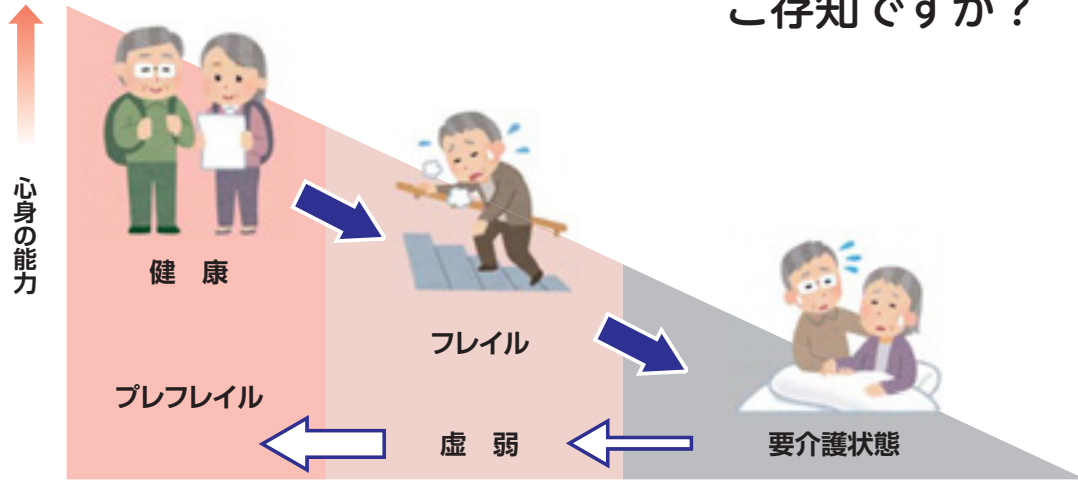 ご存知ですか？
心身の能力
健 康
フレイル
プレフレイル
虚 弱
要介護状態